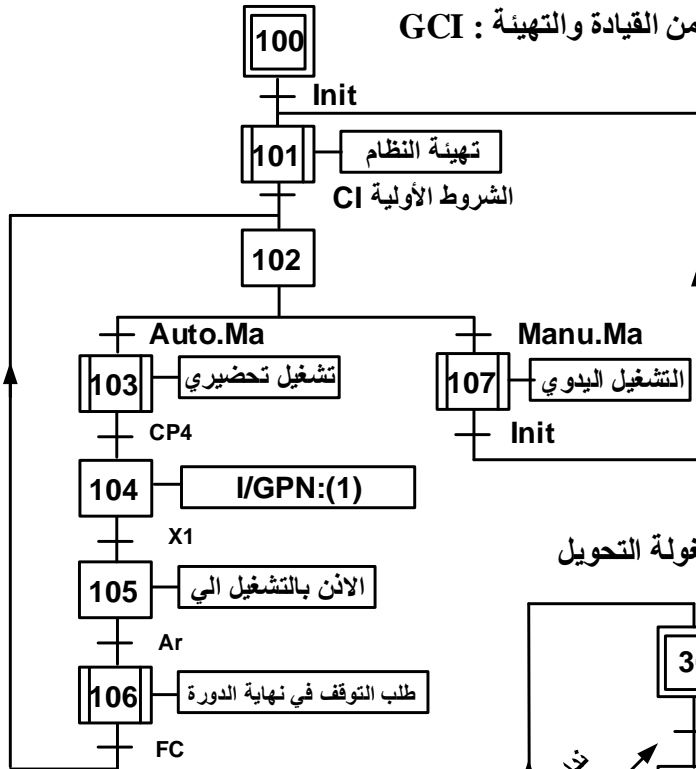 من القيادة والتهيئة : GCI
100
Init
101
تهيئة النظام
الشروط الأولية CI
102
Auto.Ma
Manu.Ma
103
تشغيل تحضيري
107
التشغيل اليدوي
CP4
Init
104
I/GPN:(1)
X1
105
الاذن بالتشغيل الي
التحويل
Ar
106
طلب التوقف في نهاية الدورة
FC